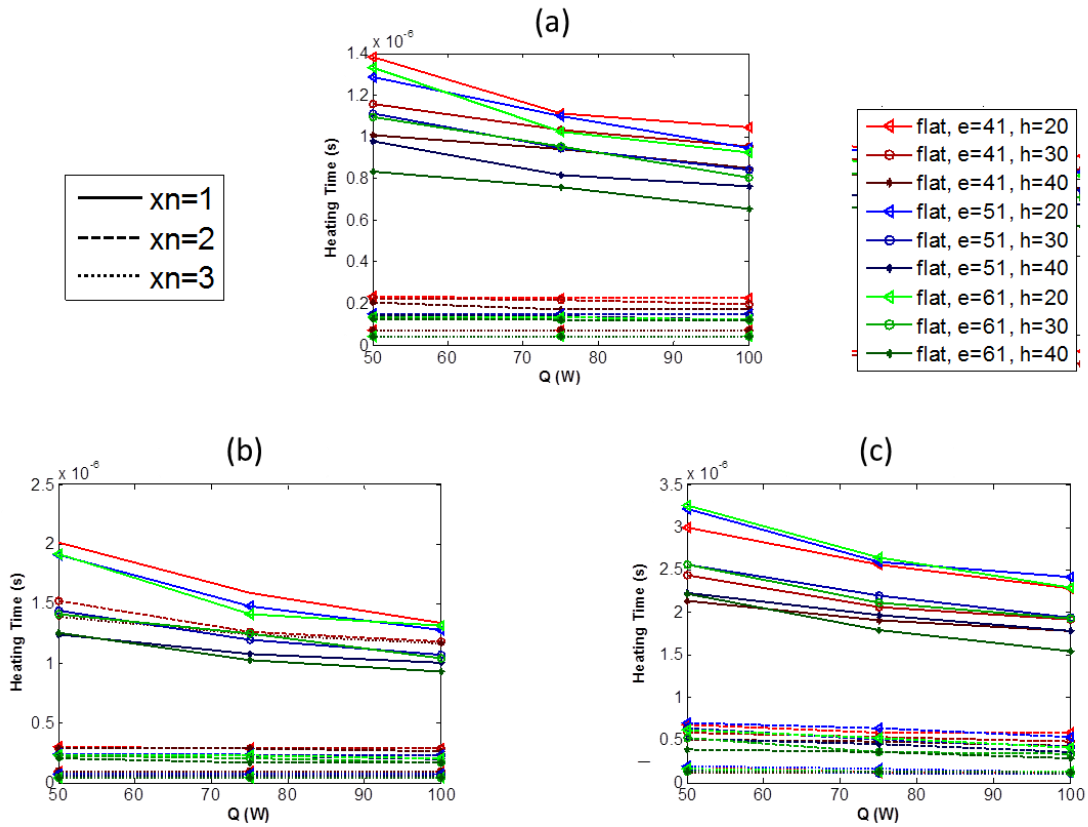 (a)
x 10⁻⁶
1.4
1.2
1
0.8
0.6
0.4
0.2
0
Heating Time (s)
50 60 70 80 90 100
Q (W)
xn=1
xn=2
xn=3
flat, e=41, h=20
flat, e=41, h=30
flat, e=41, h=40
flat, e=51, h=20
flat, e=51, h=30
flat, e=51, h=40
flat, e=61, h=20
flat, e=61, h=30
flat, e=61, h=40
(b)
x 10⁻⁶
2.5
2
1.5
1
0.5
0
Heating Time (s)
50 60 70 80 90 100
Q (W)
(c)
x 10⁻⁶
3.5
3
2.5
2
1.5
1
0.5
0
Heating Time (s)
50 60 70 80 90 100
Q (W)